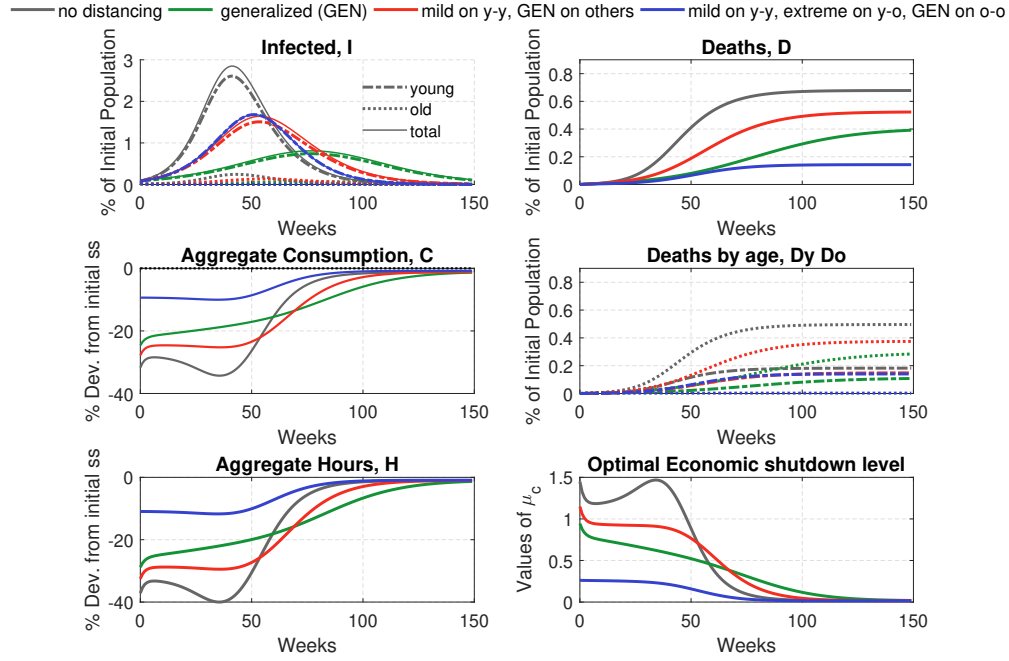 no distancing generalized (GEN) mild on y-y, GEN on others mild on y-y, extreme on y-o, GEN on o-o
Infected, I
% of Initial Population
3
2
1
0
0 50 100 150
Weeks
young
old
total
Deaths, D
% of Initial Population
0.8
0.6
0.4
0.2
0
0 50 100 150
Weeks
Aggregate Consumption, C
% Dev. from initial ss
0
-20
-40
0 50 100 150
Weeks
Deaths by age, Dy Do
% of Initial Population
0.8
0.6
0.4
0.2
0
0 50 100 150
Weeks
Aggregate Hours, H
% Dev. from initial ss
0
-20
-40
0 50 100 150
Weeks
Optimal Economic shutdown level
Values of μc
1.5
1
0.5
0
0 50 100 150
Weeks